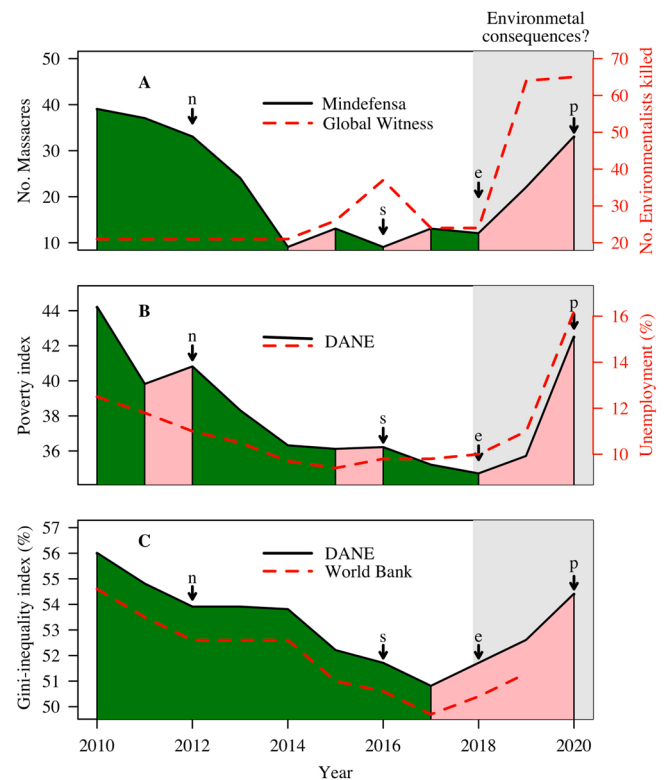 Environmetal
consequences?
A
No. Massacres
50
40
30
20
10
n
s
e
p
Mindefensa
Global Witness
70
60
50
40
30
20
No. Environmentalists killed
B
Poverty index
44
42
40
38
36
n
s
e
p
DANE
16
14
12
10
Unemployment (%)
C
Gini-inequality index (%)
57
56
55
54
53
52
51
50
n
s
e
p
DANE
World Bank
2010 2012 2014 2016 2018 2020
Year